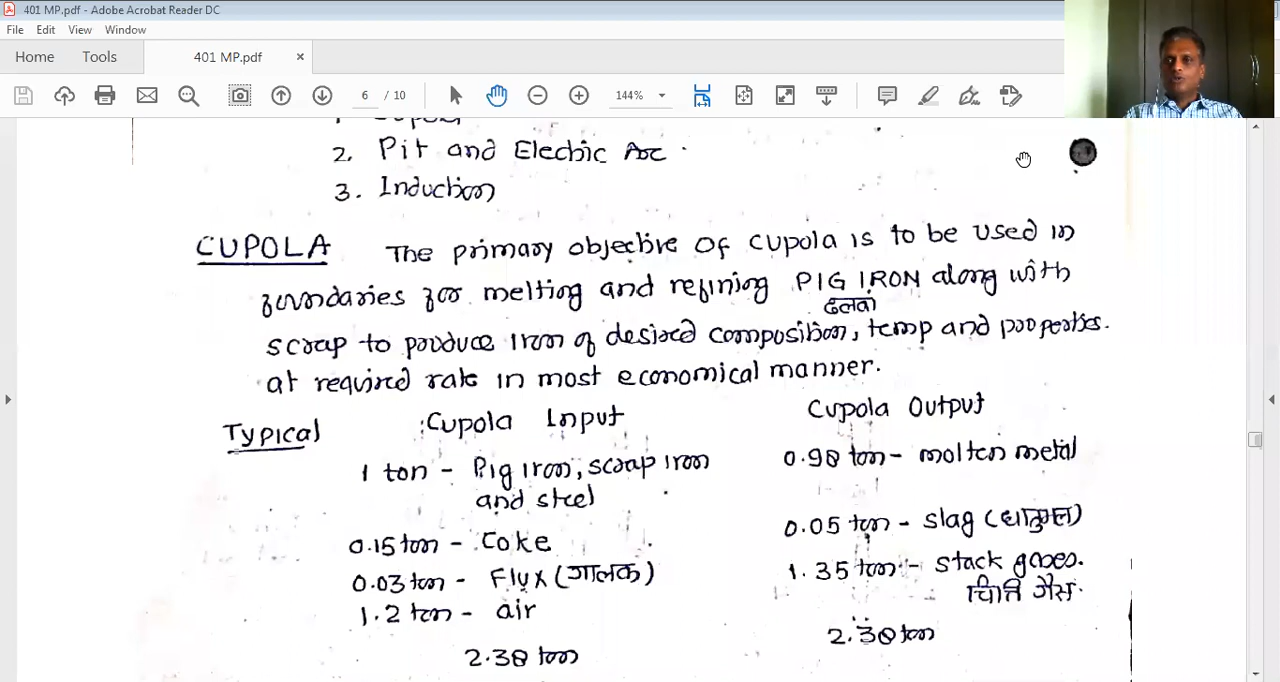 401 MP.pdf - Adobe Acrobat Reader DC
File Edit View Window
Home Tools 401 MP.pdf ×
6 / 10 144%
1. Cupola
2. Pit and Electric Arc
3. Induction
CUPOLA The primary objective of cupola is to be used in
foundaries for melting and refining PIG IRON along with
ढलवां
scrap to produce Iron of desired composition, temp and properties.
at required rate in most economical manner.
Typical Cupola Input Cupola Output
1 ton - Pig iron, scrap iron 0.98 ton - molten metal
and steel
0.15 ton - Coke 0.05 ton - slag (धातुमल)
0.03 ton - Flux (गालक) 1.35 ton - stack gases.
1.2 ton - air चिति गैस
2.38 ton 2.38 ton